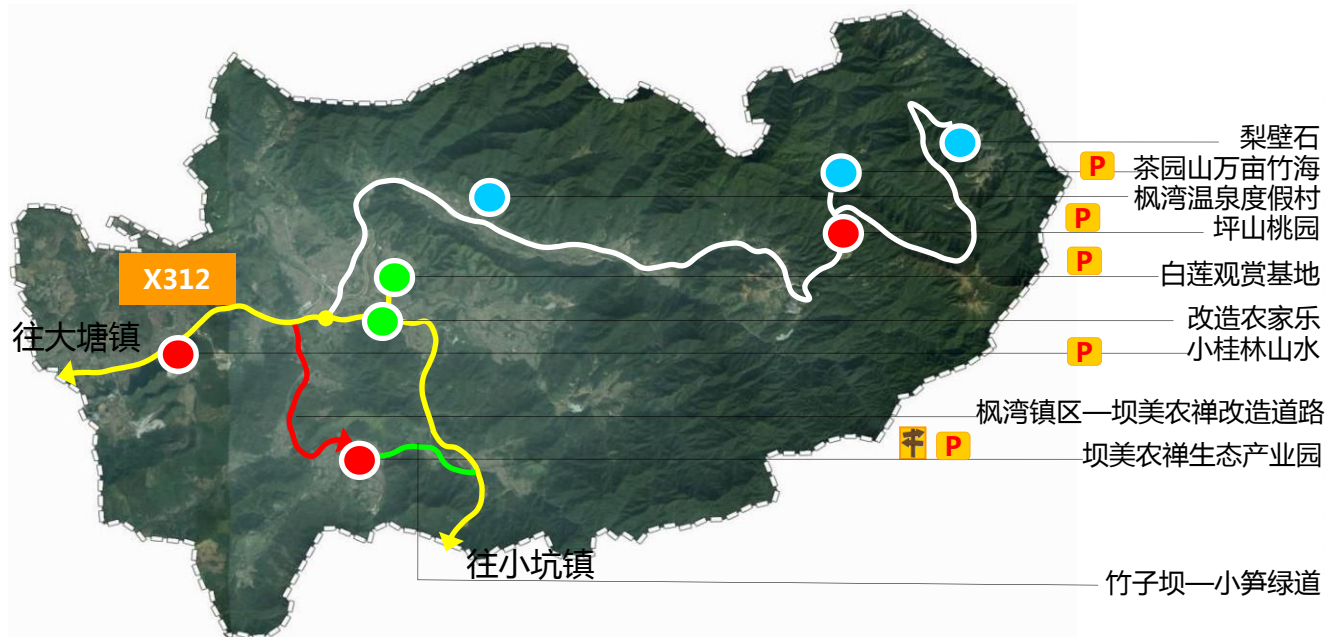 梨壁石
P 茶园山万亩竹海
枫湾温泉度假村
P 坪山桃园
P 白莲观赏基地
X312
改造农家乐
往大塘镇
P 小桂林山水
枫湾镇区—坝美农禅改造道路
P 坝美农禅生态产业园
往小坑镇
竹子坝—小笋绿道